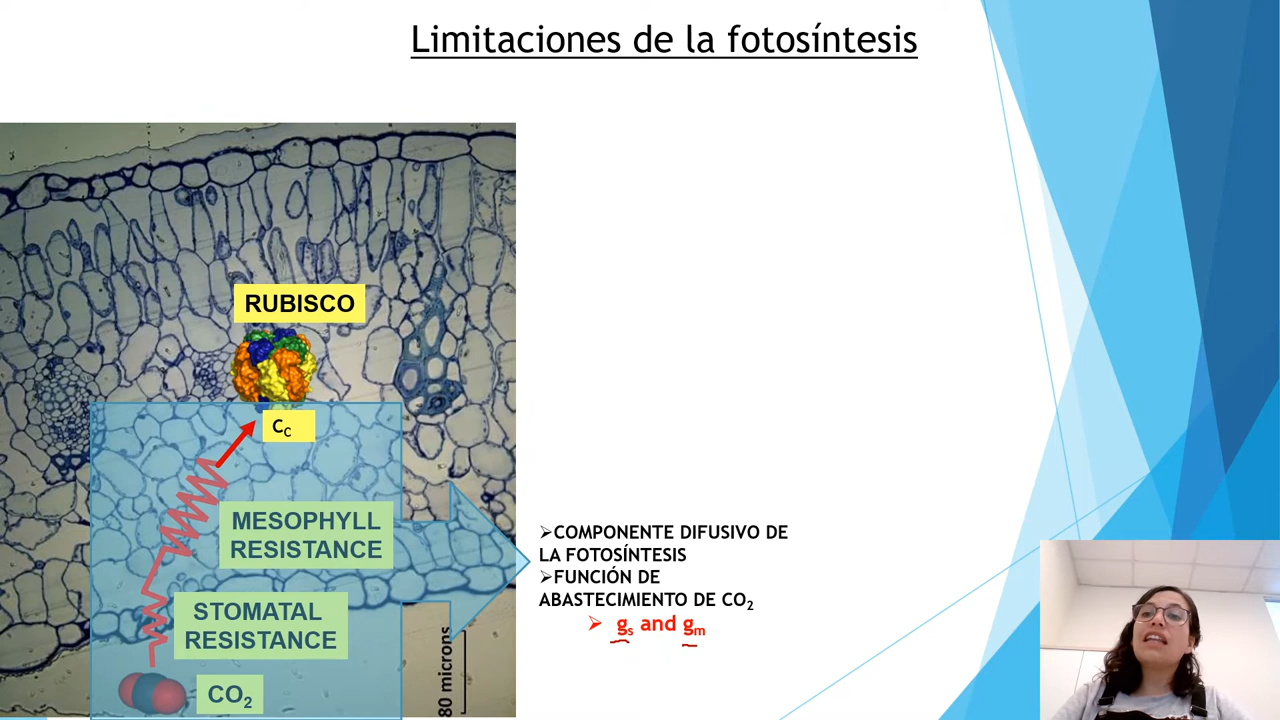 Limitaciones de la fotosíntesis
RUBISCO
C_C
MESOPHYLL
RESISTANCE
STOMATAL
RESISTANCE
CO₂
80 microns
➢COMPONENTE DIFUSIVO DE
LA FOTOSÍNTESIS
➢FUNCIÓN DE
ABASTECIMIENTO DE CO₂
➢ gₛ and gₘ